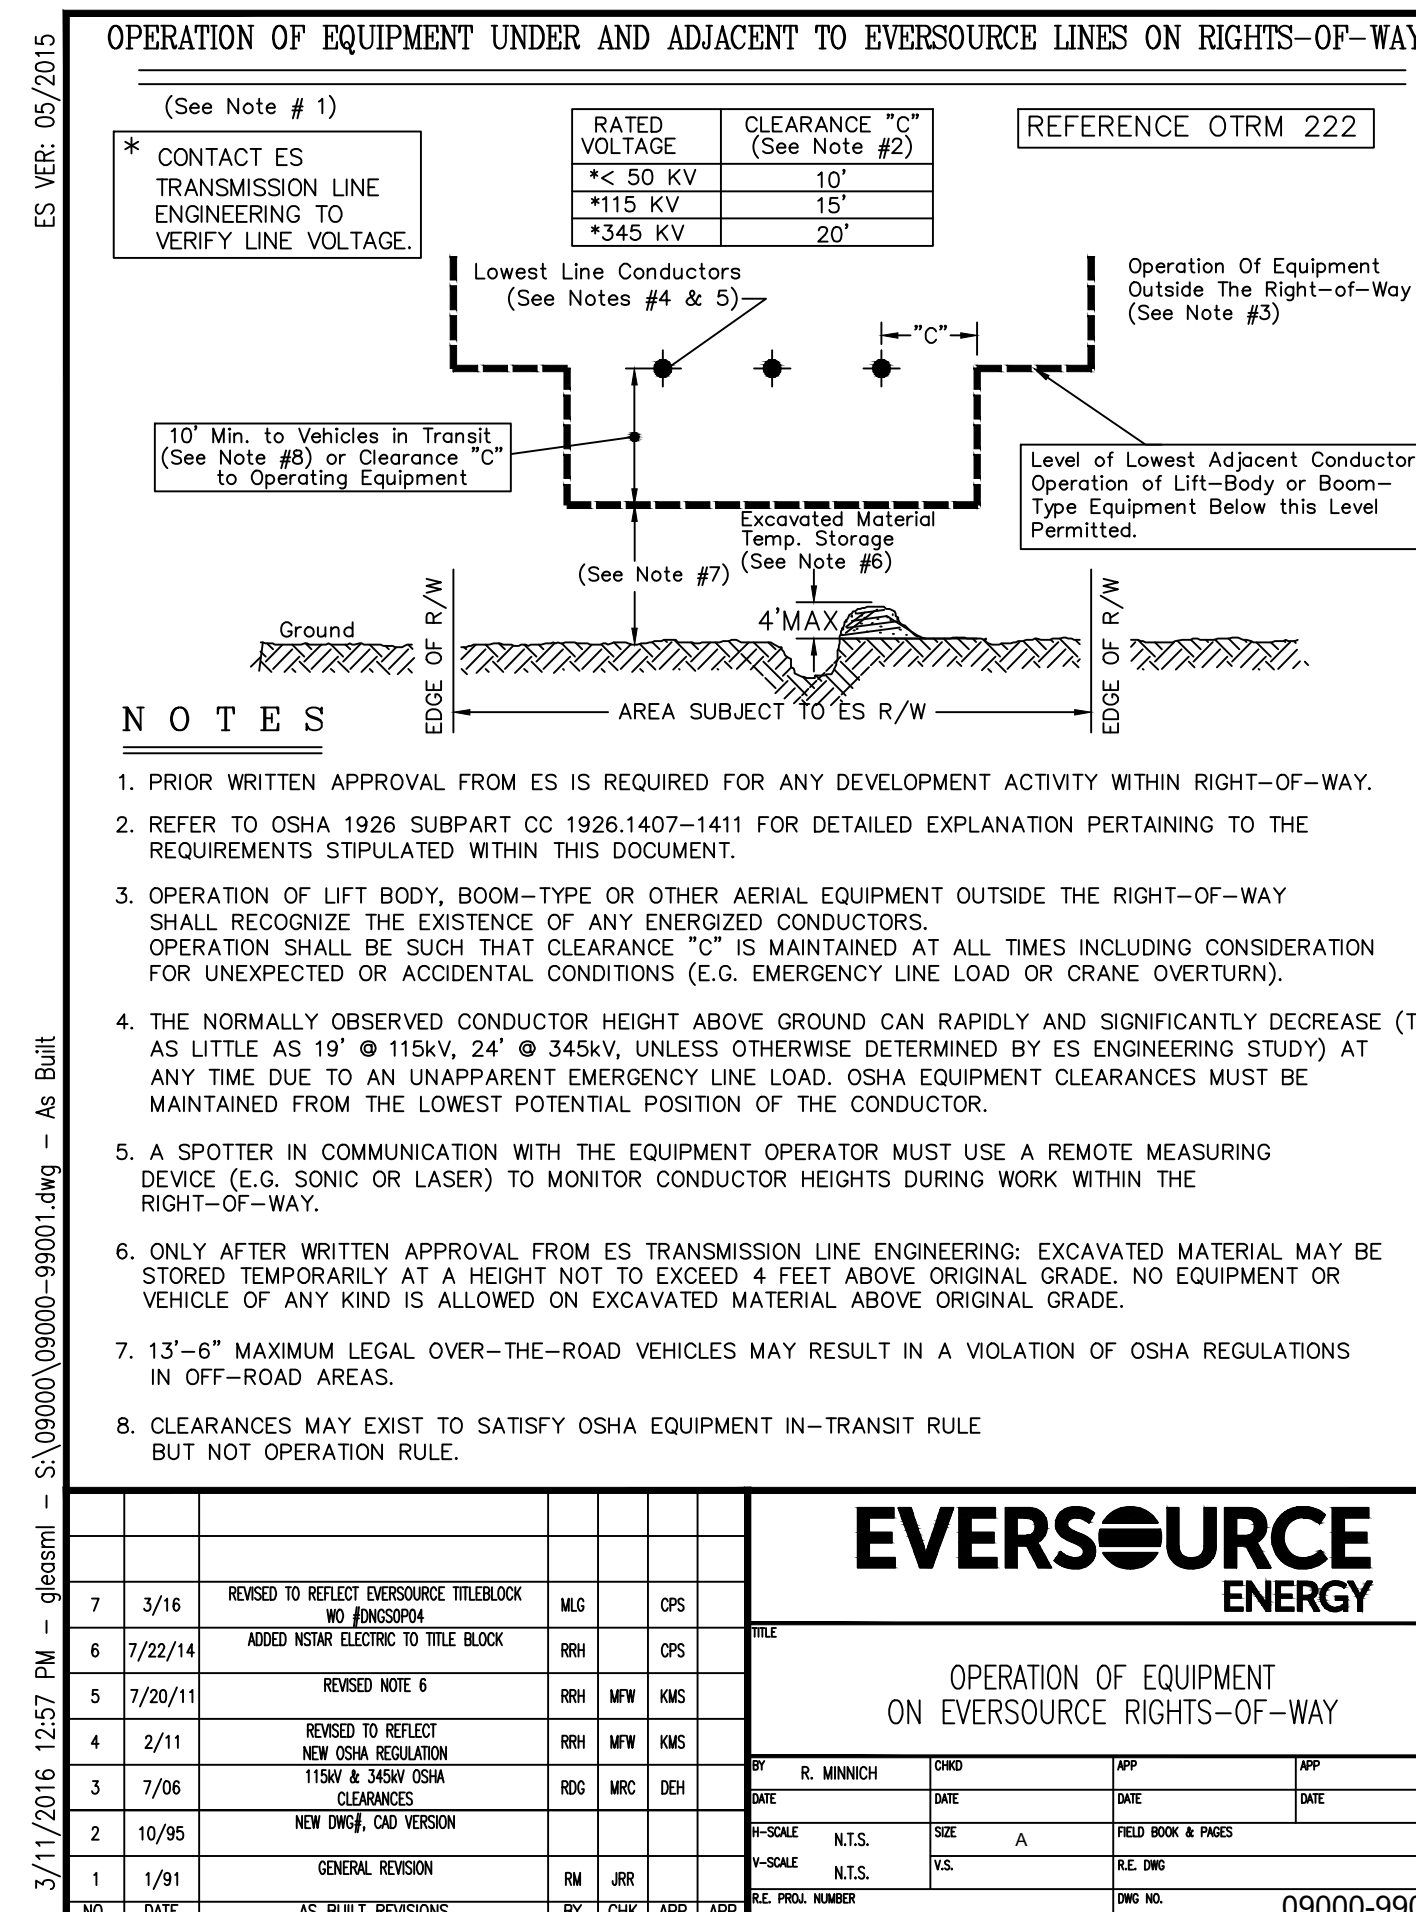 OPERATION OF EQUIPMENT UNDER AND ADJACENT TO EVERSOURCE LINES ON RIGHTS-OF-WAY
ES VER: 05/2015
(See Note # 1)
* CONTACT ES
TRANSMISSION LINE
ENGINEERING TO
VERIFY LINE VOLTAGE.
RATED VOLTAGE
CLEARANCE "C" (See Note #2)
*< 50 KV 10'
*115 KV 15'
*345 KV 20'
REFERENCE OTRM 222
Lowest Line Conductors
(See Notes #4 & 5)
Operation Of Equipment
Outside The Right-of-Way
(See Note #3)
"C"
10' Min. to Vehicles in Transit
(See Note #8) or Clearance "C"
to Operating Equipment
Level of Lowest Adjacent Conductor
Operation of Lift-Body or Boom-
Type Equipment Below this Level
Permitted.
Excavated Material
Temp. Storage
(See Note #6)
(See Note #7)
4'MAX
Ground
EDGE OF R/W
EDGE OF R/W
AREA SUBJECT TO ES R/W
NOTES
1. PRIOR WRITTEN APPROVAL FROM ES IS REQUIRED FOR ANY DEVELOPMENT ACTIVITY WITHIN RIGHT-OF-WAY.
2. REFER TO OSHA 1926 SUBPART CC 1926.1407-1411 FOR DETAILED EXPLANATION PERTAINING TO THE
REQUIREMENTS STIPULATED WITHIN THIS DOCUMENT.
3. OPERATION OF LIFT BODY, BOOM-TYPE OR OTHER AERIAL EQUIPMENT OUTSIDE THE RIGHT-OF-WAY
SHALL RECOGNIZE THE EXISTENCE OF ANY ENERGIZED CONDUCTORS.
OPERATION SHALL BE SUCH THAT CLEARANCE "C" IS MAINTAINED AT ALL TIMES INCLUDING CONSIDERATION
FOR UNEXPECTED OR ACCIDENTAL CONDITIONS (E.G. EMERGENCY LINE LOAD OR CRANE OVERTURN).
4. THE NORMALLY OBSERVED CONDUCTOR HEIGHT ABOVE GROUND CAN RAPIDLY AND SIGNIFICANTLY DECREASE (T
AS LITTLE AS 19' @ 115kV, 24' @ 345kV, UNLESS OTHERWISE DETERMINED BY ES ENGINEERING STUDY) AT
ANY TIME DUE TO AN UNAPPARENT EMERGENCY LINE LOAD. OSHA EQUIPMENT CLEARANCES MUST BE
MAINTAINED FROM THE LOWEST POTENTIAL POSITION OF THE CONDUCTOR.
5. A SPOTTER IN COMMUNICATION WITH THE EQUIPMENT OPERATOR MUST USE A REMOTE MEASURING
DEVICE (E.G. SONIC OR LASER) TO MONITOR CONDUCTOR HEIGHTS DURING WORK WITHIN THE
RIGHT-OF-WAY.
6. ONLY AFTER WRITTEN APPROVAL FROM ES TRANSMISSION LINE ENGINEERING: EXCAVATED MATERIAL MAY BE
STORED TEMPORARILY AT A HEIGHT NOT TO EXCEED 4 FEET ABOVE ORIGINAL GRADE. NO EQUIPMENT OR
VEHICLE OF ANY KIND IS ALLOWED ON EXCAVATED MATERIAL ABOVE ORIGINAL GRADE.
7. 13'-6" MAXIMUM LEGAL OVER-THE-ROAD VEHICLES MAY RESULT IN A VIOLATION OF OSHA REGULATIONS
IN OFF-ROAD AREAS.
8. CLEARANCES MAY EXIST TO SATISFY OSHA EQUIPMENT IN-TRANSIT RULE
BUT NOT OPERATION RULE.
3/11/2016 12:57 PM - gleasml - S:\09000\09000-99001.dwg - As Built
7 3/16 REVISED TO REFLECT EVERSOURCE TITLEBLOCK WO #DNGS0P04 MLG CPS
6 7/22/14 ADDED NSTAR ELECTRIC TO TITLE BLOCK RRH CPS
5 7/20/11 REVISED NOTE 6 RRH MFW KMS
4 2/11 REVISED TO REFLECT NEW OSHA REGULATION RRH MFW KMS
3 7/06 115kV & 345kV OSHA CLEARANCES RDG MRC DEH
2 10/95 NEW DWG#, CAD VERSION
1 1/91 GENERAL REVISION RM JRR
NO. DATE AS BUILT REVISIONS BY CHK APP APP
EVERSOURCE
ENERGY
TITLE
OPERATION OF EQUIPMENT
ON EVERSOURCE RIGHTS-OF-WAY
BY R. MINNICH CHKD APP APP
DATE DATE DATE DATE
H-SCALE N.T.S. SIZE A FIELD BOOK & PAGES
V-SCALE N.T.S. V.S. R.E. DWG
R.E. PROJ. NUMBER DWG NO. 09000-990